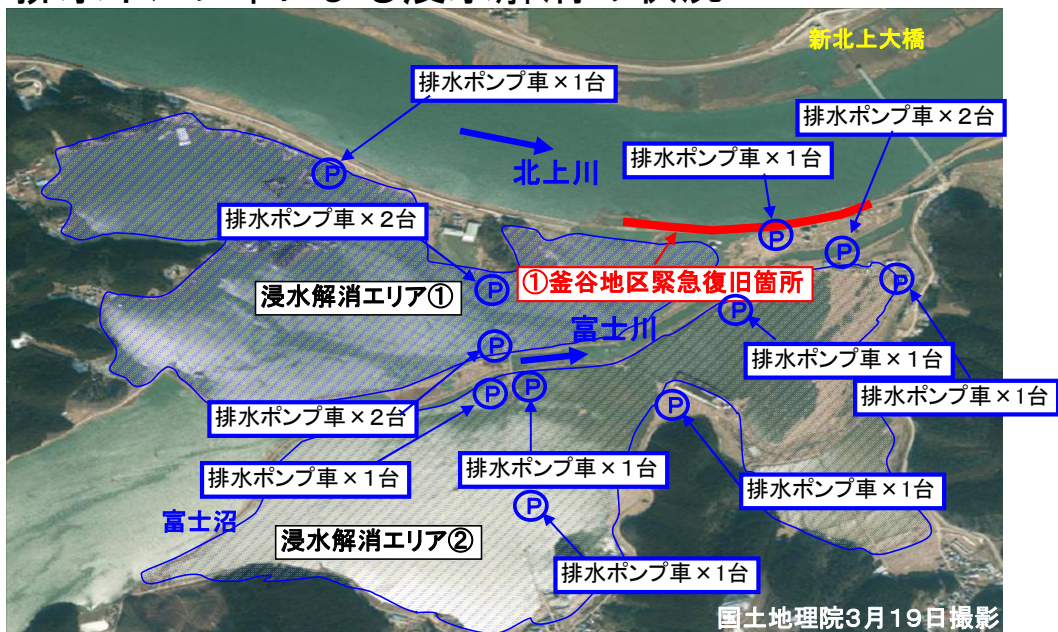 新北上大橋
排水ポンプ車×1台
排水ポンプ車×2台
排水ポンプ車×1台
北上川
P
排水ポンプ車×2台
P
P
①釜谷地区緊急復旧箇所
P
浸水解消エリア①
P
P
富士川
P
排水ポンプ車×1台
排水ポンプ車×1台
P
P
P
排水ポンプ車×2台
排水ポンプ車×1台
排水ポンプ車×1台
排水ポンプ車×1台
P
富士沼
浸水解消エリア②
排水ポンプ車×1台
国土地理院3月19日撮影